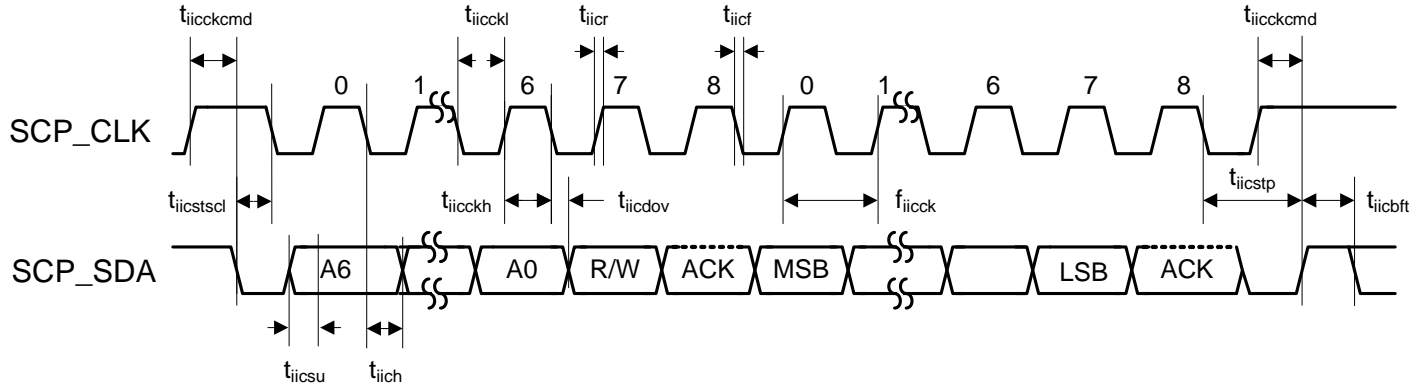 t_iicckcmd t_iicckl t_iicr t_iicf t_iicckcmd
0 1 6 7 8 0 1 6 7 8
SCP_CLK
t_iicstscl t_iicckh t_iicdov f_iicck t_iicstp t_iicbft
SCP_SDA A6 A0 R/W ACK MSB LSB ACK
t_iicsu t_iich